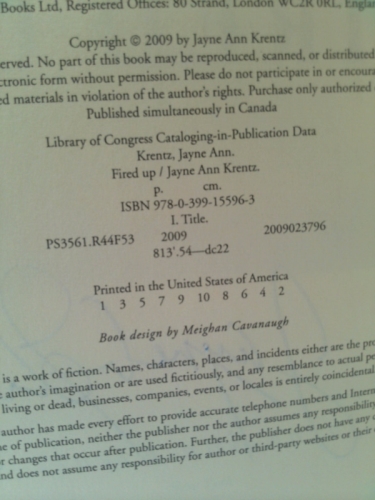 Books Ltd, Registered Offices: 80 Strand, London WC2R 0RL, England
Copyright © 2009 by Jayne Ann Krentz
erved. No part of this book may be reproduced, scanned, or distributed
ctronic form without permission. Please do not participate in or encoura
ed materials in violation of the author's rights. Purchase only authorized
Published simultaneously in Canada
Library of Congress Cataloging-in-Publication Data
Krentz, Jayne Ann.
Fired up / Jayne Ann Krentz.
p. cm.
ISBN 978-0-399-15596-3
I. Title.
PS3561.R44F53 2009 2009023796
813'.54—dc22
Printed in the United States of America
1 3 5 7 9 10 8 6 4 2
Book design by Meighan Cavanaugh
is a work of fiction. Names, characters, places, and incidents either are the pro
author's imagination or are used fictitiously, and any resemblance to actual pe
living or dead, businesses, companies, events, or locales is entirely coincidental
author has made every effort to provide accurate telephone numbers and Intern
me of publication, neither the publisher nor the author assumes any responsibility
r changes that occur after publication. Further, the publisher does not have any
nd does not assume any responsibility for author or third-party websites or their